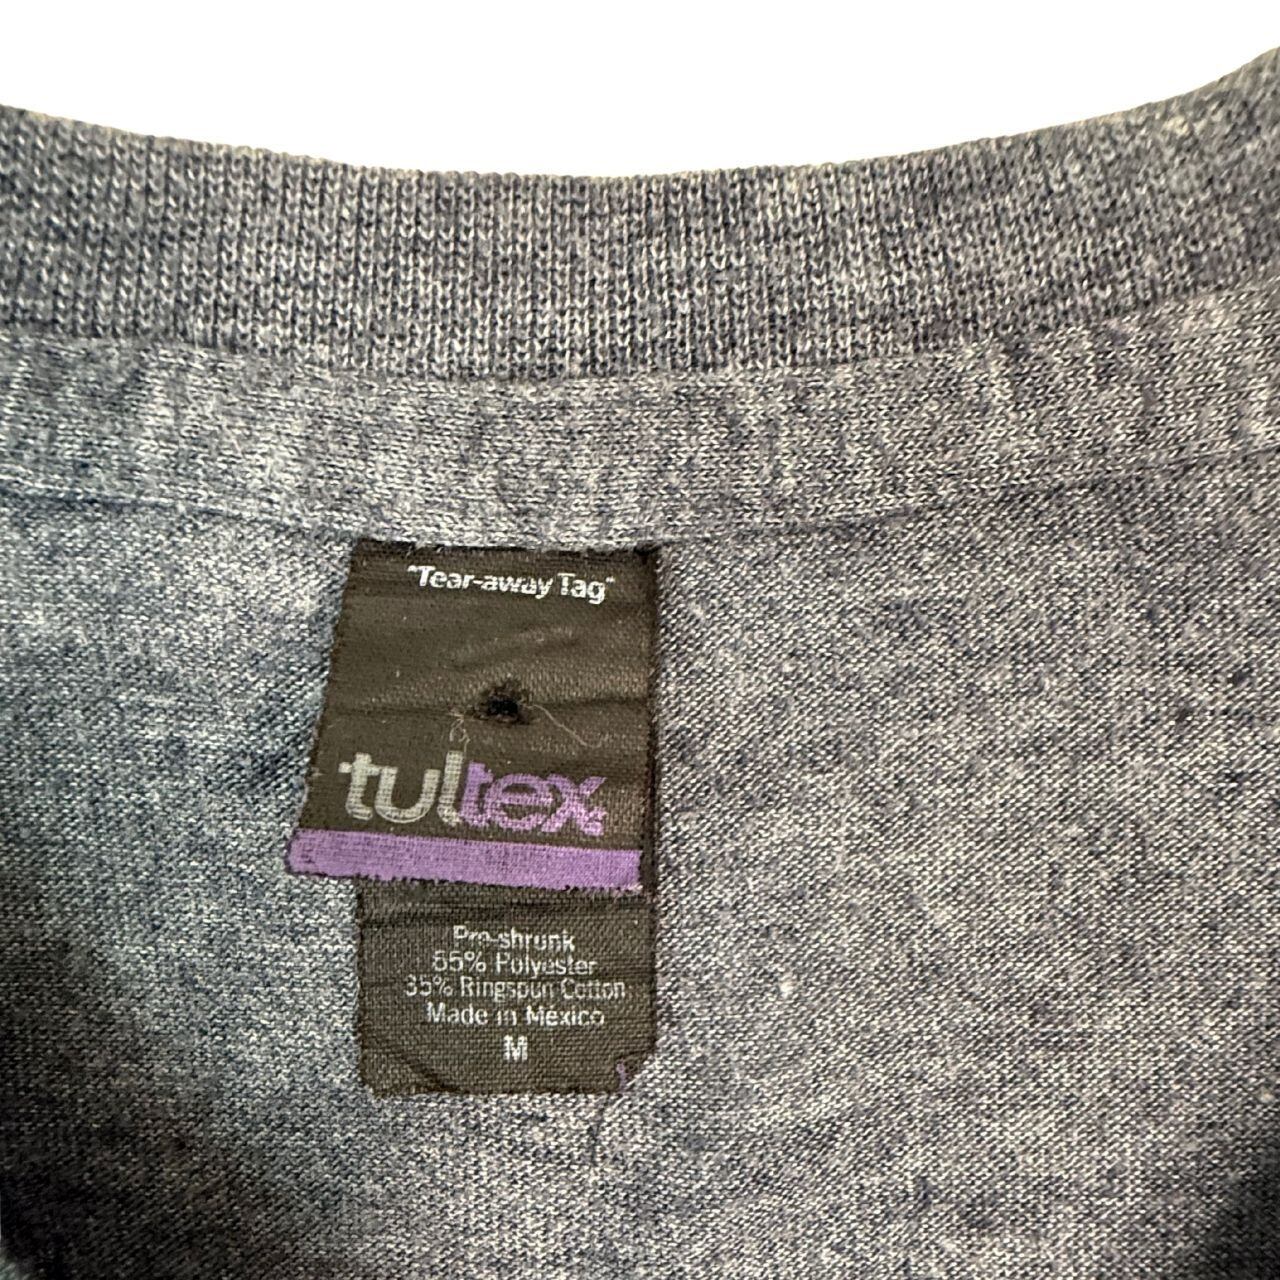 "Tear-away Tag"
tultex
Pre-shrunk
65% Polyester
35% Ringspun Cotton
Made in Mexico
M